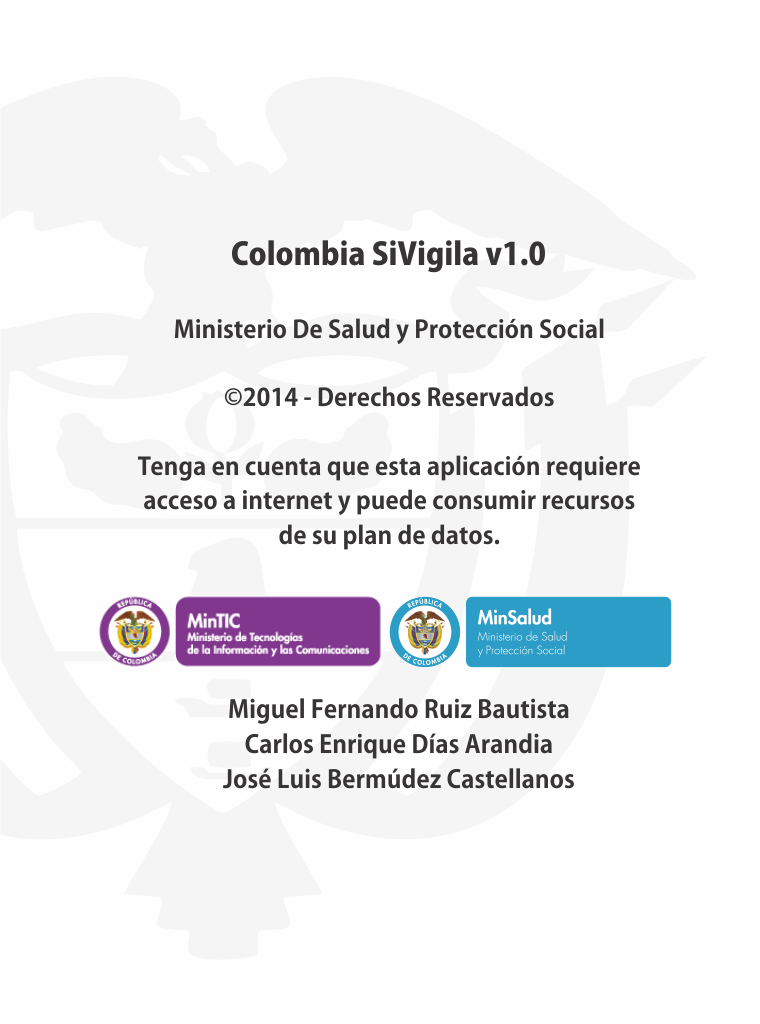 Colombia SiVigila v1.0
Ministerio De Salud y Protección Social
©2014 - Derechos Reservados
Tenga en cuenta que esta aplicación requiere
acceso a internet y puede consumir recursos
de su plan de datos.
REPÚBLICA
DE COLOMBIA
MinTIC
Ministerio de Tecnologías
de la Información y las Comunicaciones
REPÚBLICA
DE COLOMBIA
MinSalud
Ministerio de Salud
y Protección Social
Miguel Fernando Ruiz Bautista
Carlos Enrique Días Arandia
José Luis Bermúdez Castellanos